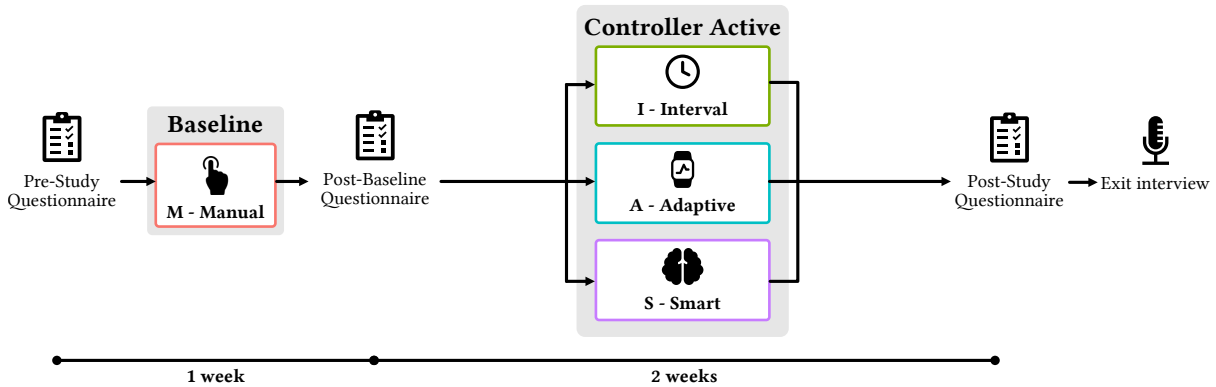 Controller Active
I - Interval
Baseline
Pre-Study
Questionnaire
M - Manual
Post-Baseline
Questionnaire
A - Adaptive
Post-Study
Questionnaire
Exit interview
S - Smart
1 week
2 weeks